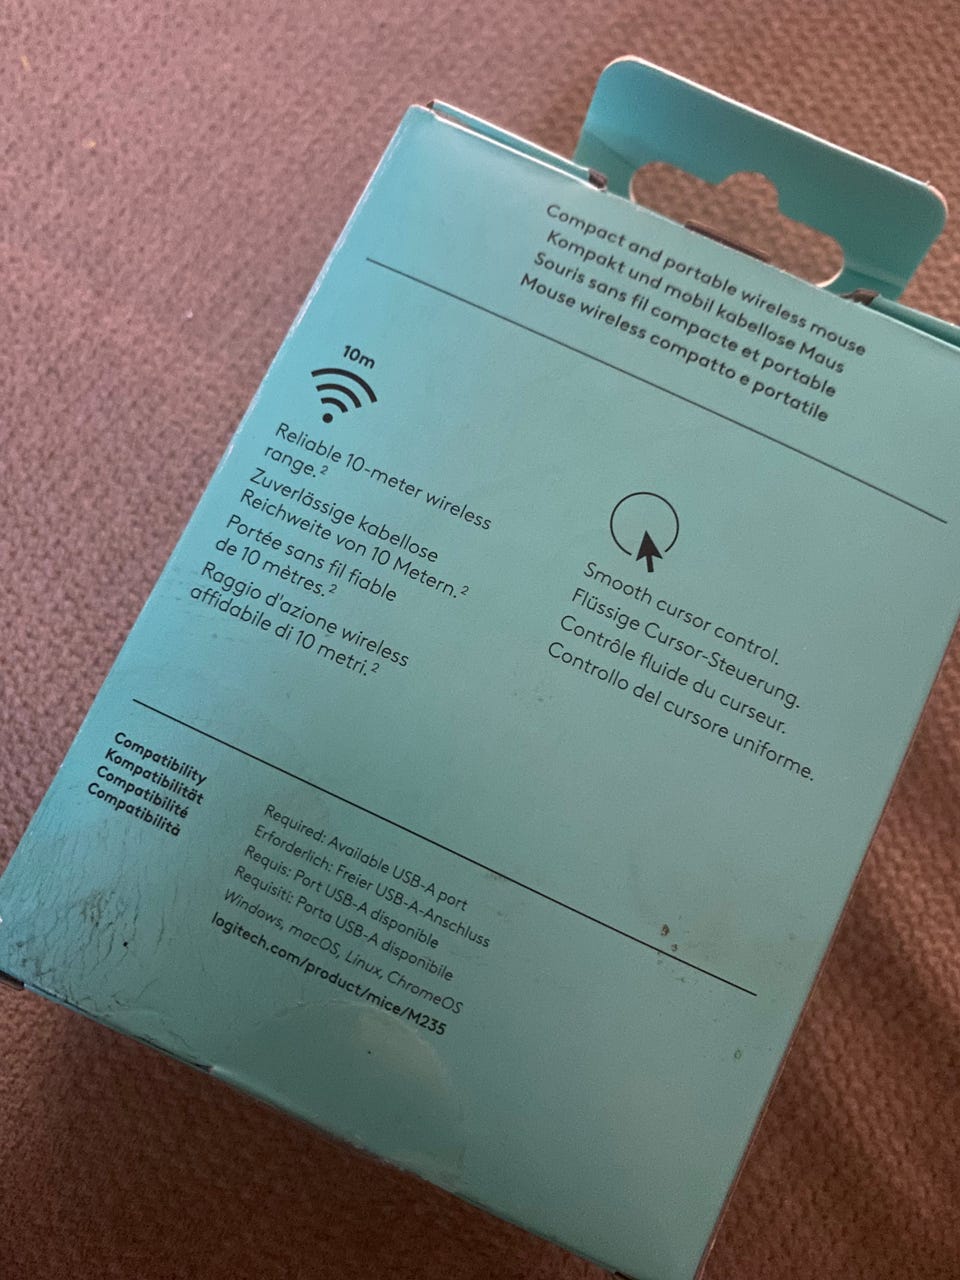 Compact and portable wireless mouse
Kompakt und mobil kabellose Maus
Souris sans fil compacte et portable
Mouse wireless compatto e portatile
10m
Reliable 10-meter wireless
range.²
Zuverlässige kabellose
Reichweite von 10 Metern.²
Portée sans fil fiable
de 10 mètres.²
Raggio d'azione wireless
affidabile di 10 metri.²
Smooth cursor control.
Flüssige Cursor-Steuerung.
Contrôle fluide du curseur.
Controllo del cursore uniforme.
Compatibility
Kompatibilität
Compatibilité
Compatibilità
Required: Available USB-A port
Erforderlich: Freier USB-A-Anschluss
Requis: Port USB-A disponible
Requisiti: Porta USB-A disponibile
Windows, macOS, Linux, ChromeOS
logitech.com/product/mice/M235